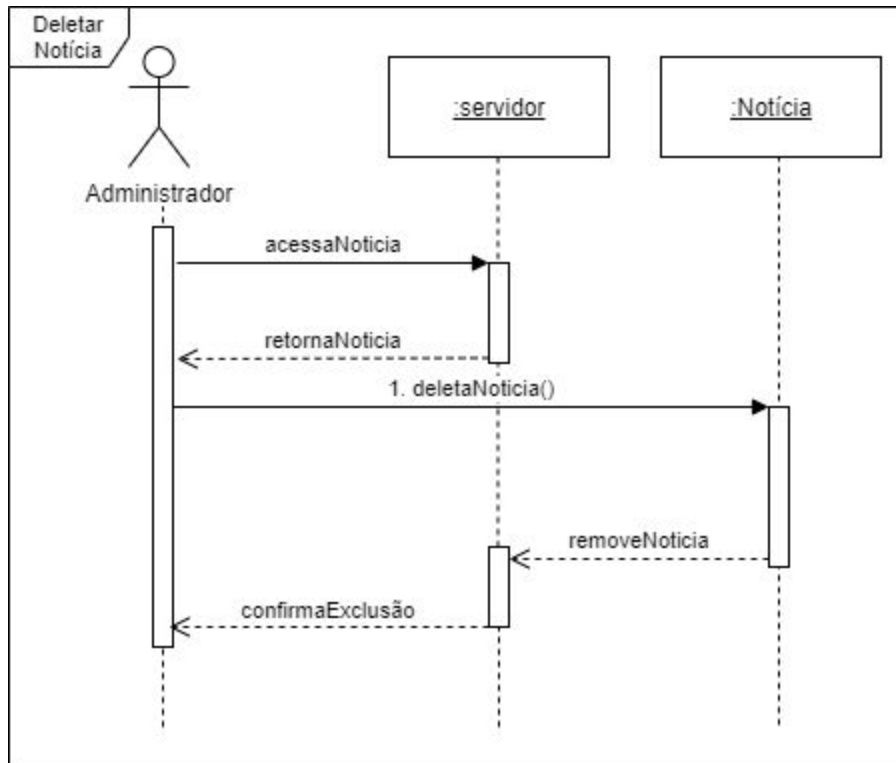 Deletar
Notícia
:servidor
:Notícia
Administrador
acessaNoticia
retornaNoticia
1. deletaNoticia()
removeNoticia
confirmaExclusão